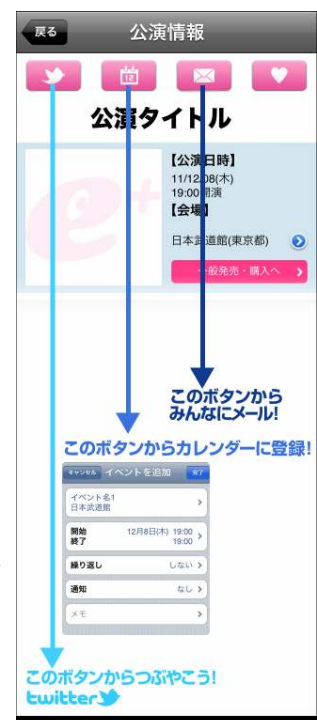 戻る
公演情報
12
公演タイトル
e+
【公演日時】
11/12/08(木)
19:00開演
【会場】
日本武道館(東京都)
一般発売・購入へ
このボタンから
みんなにメール!
このボタンからカレンダーに登録!
キャンセル イベントを追加 完了
イベント名1
日本武道館
開始 12月8日(木) 19:00
終了 19:00
繰り返し しない
通知 なし
メモ
このボタンからつぶやこう!
twitter